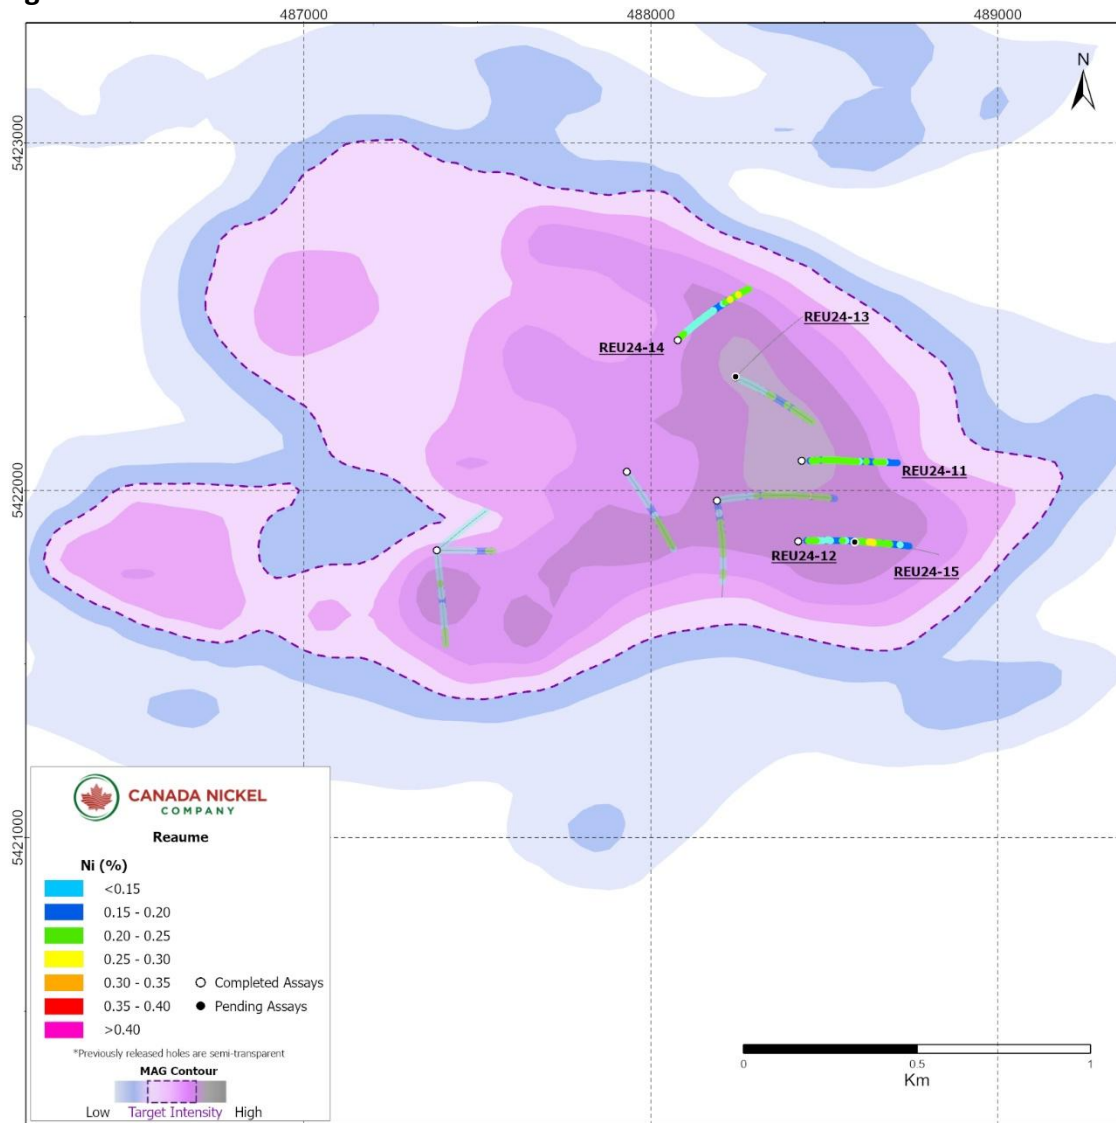 g
487000
488000
489000
N
5423000
REU24-13
REU24-14
5422000
REU24-11
REU24-12
REU24-15
5421000
CANADA NICKEL
COMPANY
Reaume
Ni (%)
<0.15
0.15 - 0.20
0.20 - 0.25
0.25 - 0.30
0.30 - 0.35
0.35 - 0.40
>0.40
Completed Assays
Pending Assays
*Previously released holes are semi-transparent
MAG Contour
Low Target Intensity High
0 0.5 1
Km